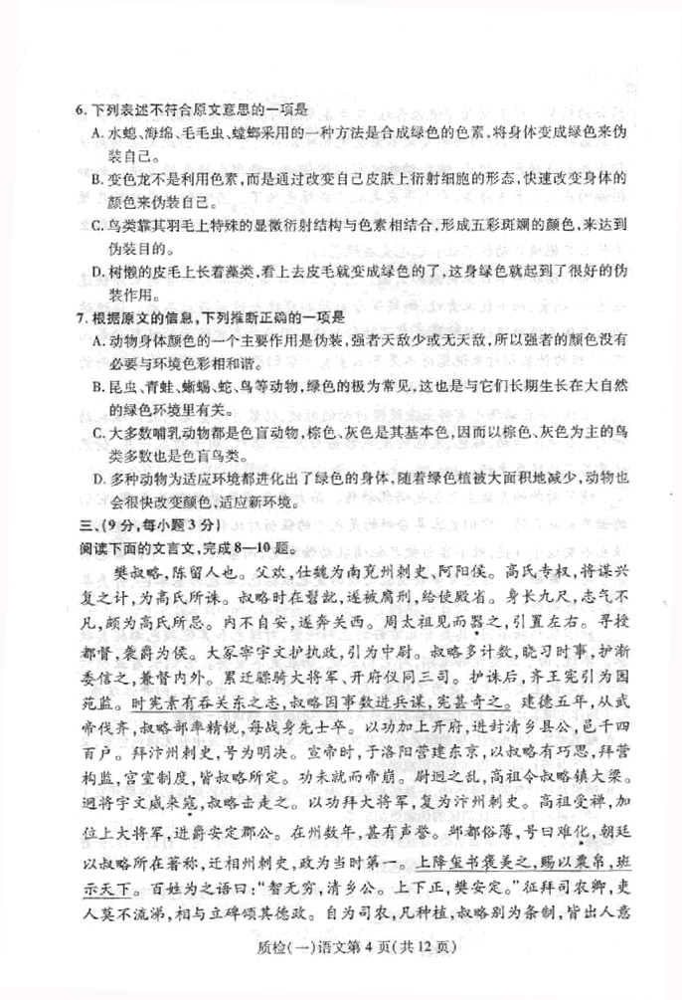 6. 下列表述不符合原文意思的一项是
A. 水螅、海绵、毛毛虫、螳螂采用的一种方法是合成绿色的色素,将身体变成绿色来伪
装自己。
B. 变色龙不是利用色素,而是通过改变自己皮肤上衍射细胞的形态,快速改变身体的
颜色来伪装自己。
C. 鸟类靠其羽毛上特殊的显微衍射结构与色素相结合,形成五彩斑斓的颜色,来达到
伪装目的。
D. 树懒的皮毛上长着藻类,看上去皮毛就变成绿色的了,这身绿色就起到了很好的伪
装作用。
7. 根据原文的信息,下列推断正确的一项是
A. 动物身体颜色的一个主要作用是伪装,强者天敌少或无天敌,所以强者的颜色没有
必要与环境色彩相和谐。
B. 昆虫、青蛙、蜥蜴、蛇、鸟等动物,绿色的极为常见,这也是与它们长期生长在大自然
的绿色环境里有关。
C. 大多数哺乳动物都是色盲动物,棕色、灰色是其基本色,因而以棕色、灰色为主的鸟
类多数也是色盲鸟类。
D. 多种动物为适应环境都进化出了绿色的身体,随着绿色植被大面积地减少,动物也
会很快改变颜色,适应新环境。
三、(9分,每小题3分)
阅读下面的文言文,完成8—10题。
樊叔略,陈留人也。父欢,仕魏为南兖州刺史,阿阳侯。高氏专权,将谋兴
复之计,为高氏所诛。叔略时在髫龀,遂被腐刑,给使殿省。身长九尺,志气不
凡,颇为高氏所忌。内不自安,遂奔关西。周太祖见而器之,引置左右。寻授
都督,袭爵为侯。大冢宰宇文护执政,引为中尉。叔略多计数,晓习时事,护渐
委信之,兼督内外。累迁骠骑大将军、开府仪同三司。护诛后,齐王宪引为园
苑监。时宪素有吞关东之志,叔略因事数进兵谋,宪甚奇之。建德五年,从武
帝伐齐,叔略部率精锐,每战身先士卒。以功加上开府,进封清乡县公,邑千四
百户。拜汴州刺史,号为明决。宣帝时,于洛阳营建东京,以叔略有巧思,拜营
构监,宫室制度,皆叔略所定。功未就而帝崩。尉迥之乱,高祖令叔略镇大梁。
迥将宇文威来寇,叔略击走之。以功拜大将军,复为汴州刺史。高祖受禅,加
位上大将军,进爵安定郡公。在州数年,甚有声誉。邺都俗薄,号曰难化,朝廷
以叔略所在著称,迁相州刺史,政为当时第一。上降玺书褒美之,赐以粟帛,班
示天下。百姓为之语曰:“智无穷,清乡公。上下正,樊安定。”征拜司农卿,吏
人莫不流涕,相与立碑颂其德政。自为司农,凡种植,叔略别为条制,皆出人意
质检(一)语文第 4 页(共 12 页)